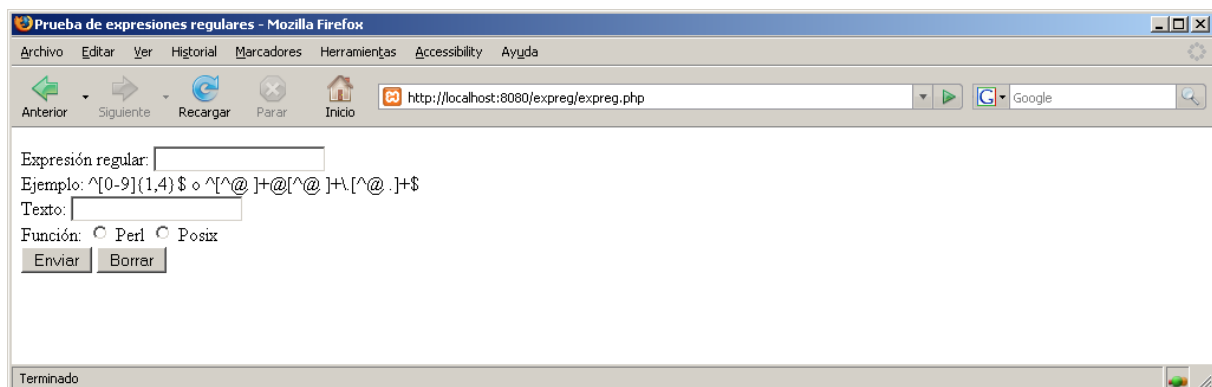 Prueba de expresiones regulares - Mozilla Firefox
Archivo Editar Ver Historial Marcadores Herramientas Accessibility Ayuda
Anterior Siguiente Recargar Parar Inicio http://localhost:8080/expreg/expreg.php G Google
Expresión regular:
Ejemplo: ^[0-9]{1,4}$ o ^[^@ ]+@[^@ ]+\.[^@ .]+$
Texto:
Función: Perl Posix
Enviar Borrar
Terminado